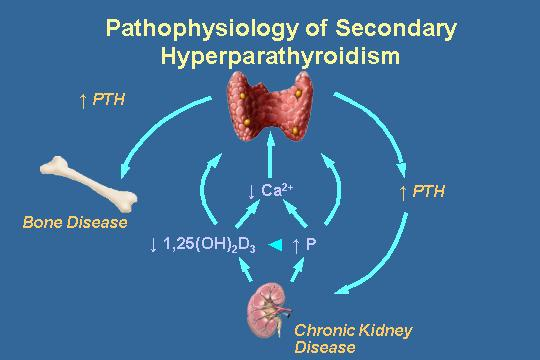 Pathophysiology of Secondary
Hyperparathyroidism
↑ PTH
↓ Ca²⁺
↑ PTH
Bone Disease
↓ 1,25(OH)₂D₃ ◄ ↑ P
Chronic Kidney
Disease